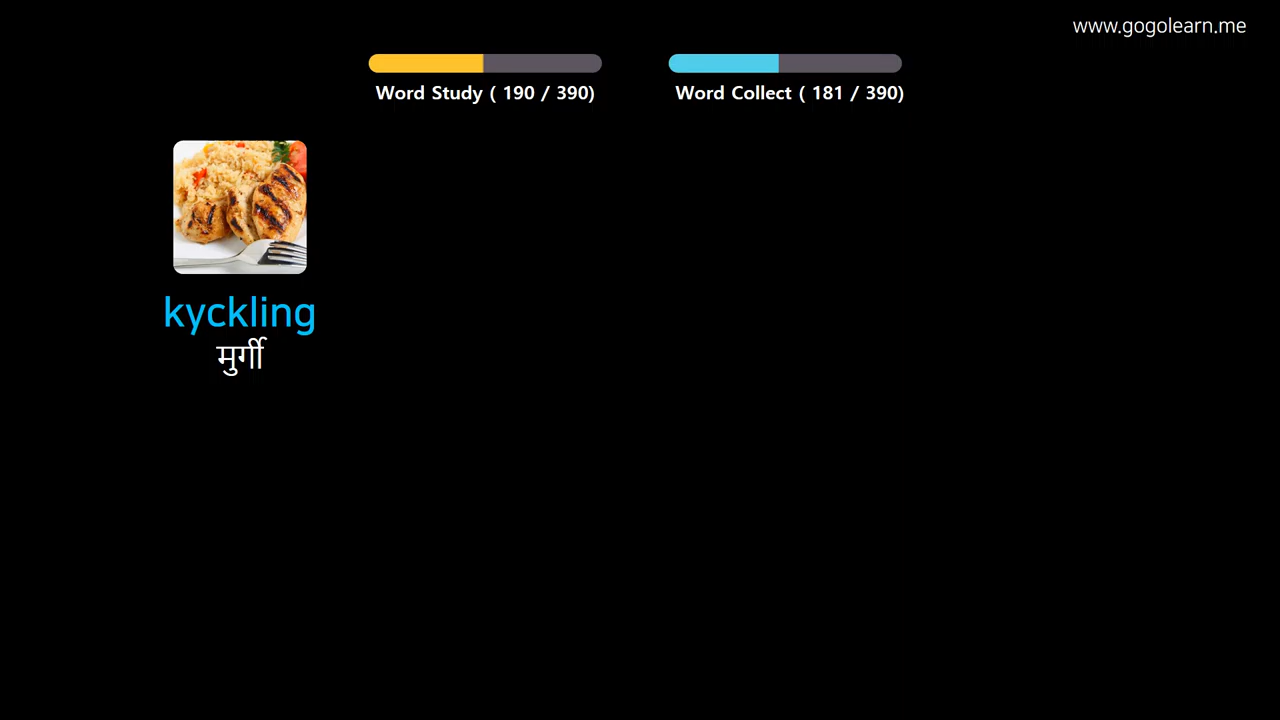 www.gogolearn.me
Word Study ( 190 / 390)
Word Collect ( 181 / 390)
kyckling
मुर्गी